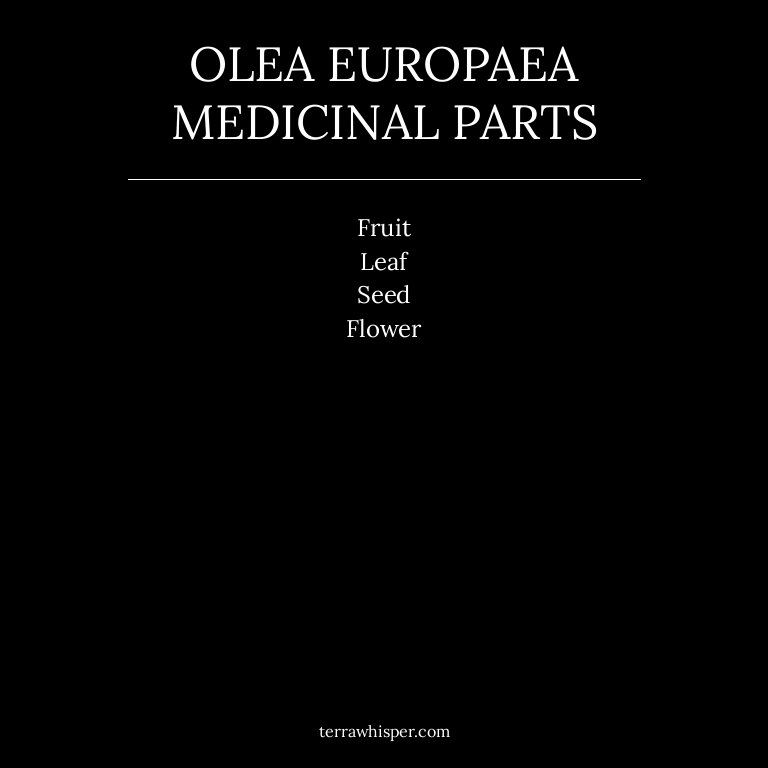 OLEA EUROPAEA
MEDICINAL PARTS
Fruit
Leaf
Seed
Flower
terrawhisper.com